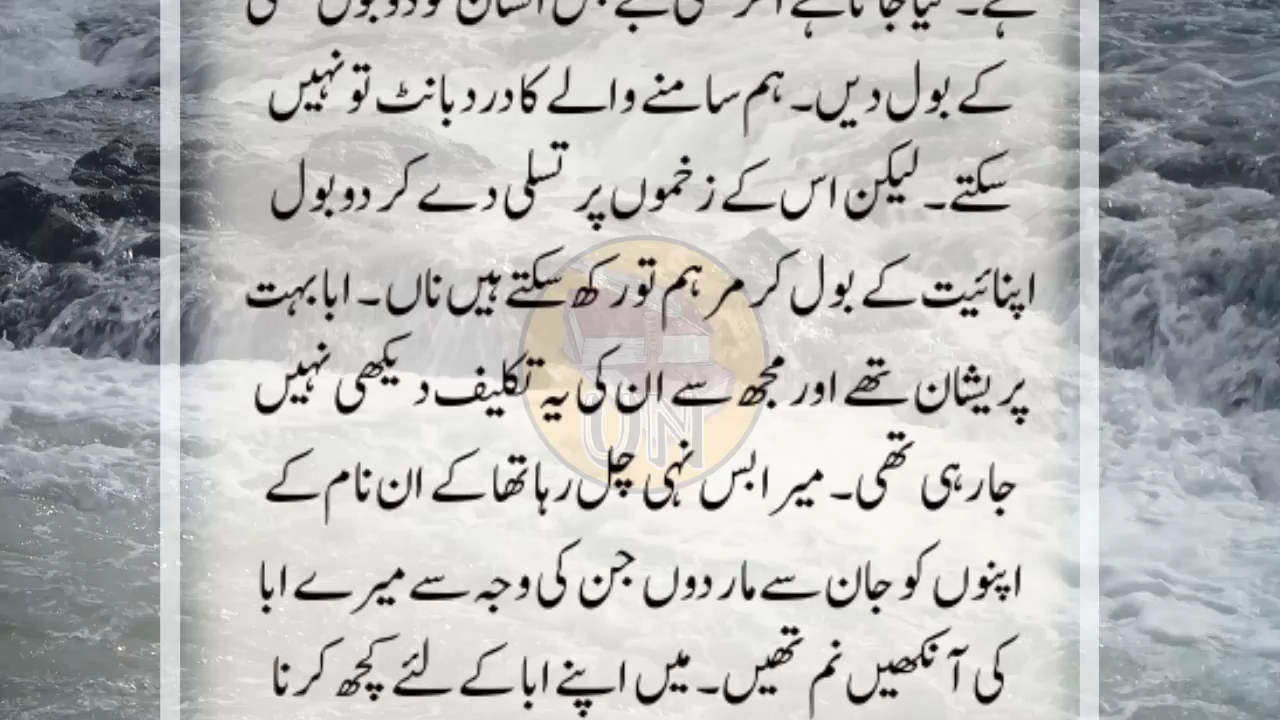 کے بول دیں۔ ہم سامنے والے کا درد بانٹ تو نہیں
سکتے۔ لیکن اس کے زخموں پر تسلی دے کر دو بول
اپنائیت کے بول کر مرہم تو رکھ سکتے ہیں ناں۔ ابا بہت
پریشان تھے اور مجھ سے ان کی یہ تکلیف دیکھی نہیں
جا رہی تھی۔ میرا بس نہی چل رہا تھا کے ان نام کے
اپنوں کو جان سے مار دوں جن کی وجہ سے میرے ابا
کی آنکھیں نم تھیں۔ میں اپنے ابا کے لئے کچھ کرنا
UN